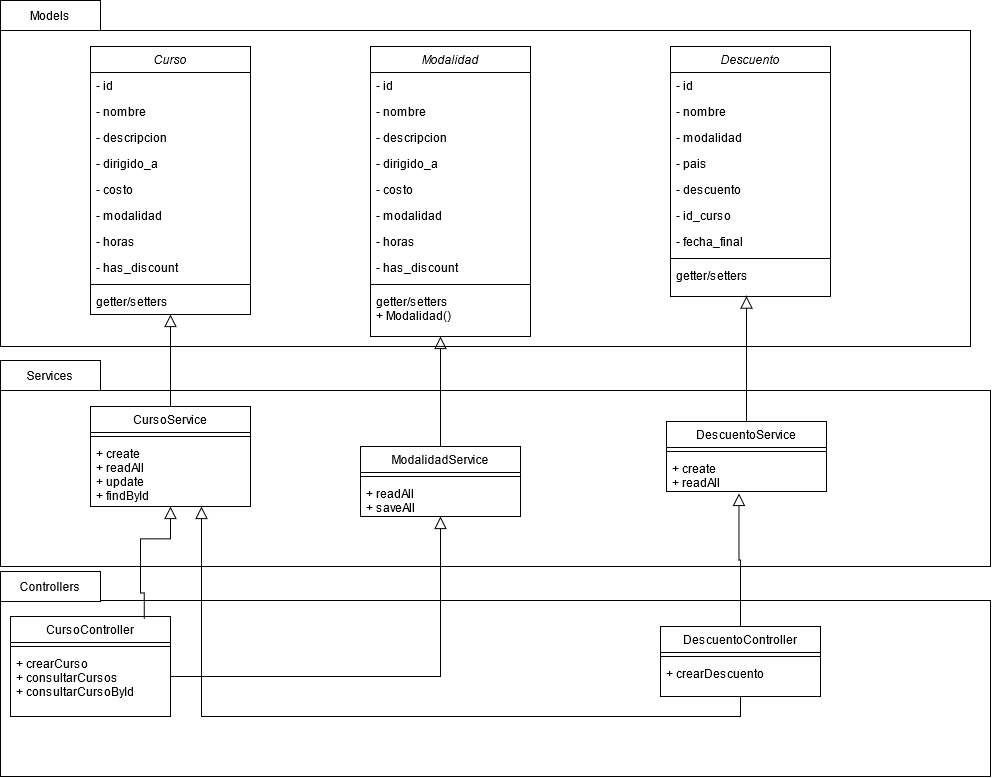 Models
Curso
- id
- nombre
- descripcion
- dirigido_a
- costo
- modalidad
- horas
- has_discount
getter/setters
Modalidad
- id
- nombre
- descripcion
- dirigido_a
- costo
- modalidad
- horas
- has_discount
getter/setters
+ Modalidad()
Descuento
- id
- nombre
- modalidad
- pais
- descuento
- id_curso
- fecha_final
getter/setters
Services
CursoService
+ create
+ readAll
+ update
+ findById
ModalidadService
+ readAll
+ saveAll
DescuentoService
+ create
+ readAll
Controllers
CursoController
+ crearCurso
+ consultarCursos
+ consultarCursoById
DescuentoController
+ crearDescuento